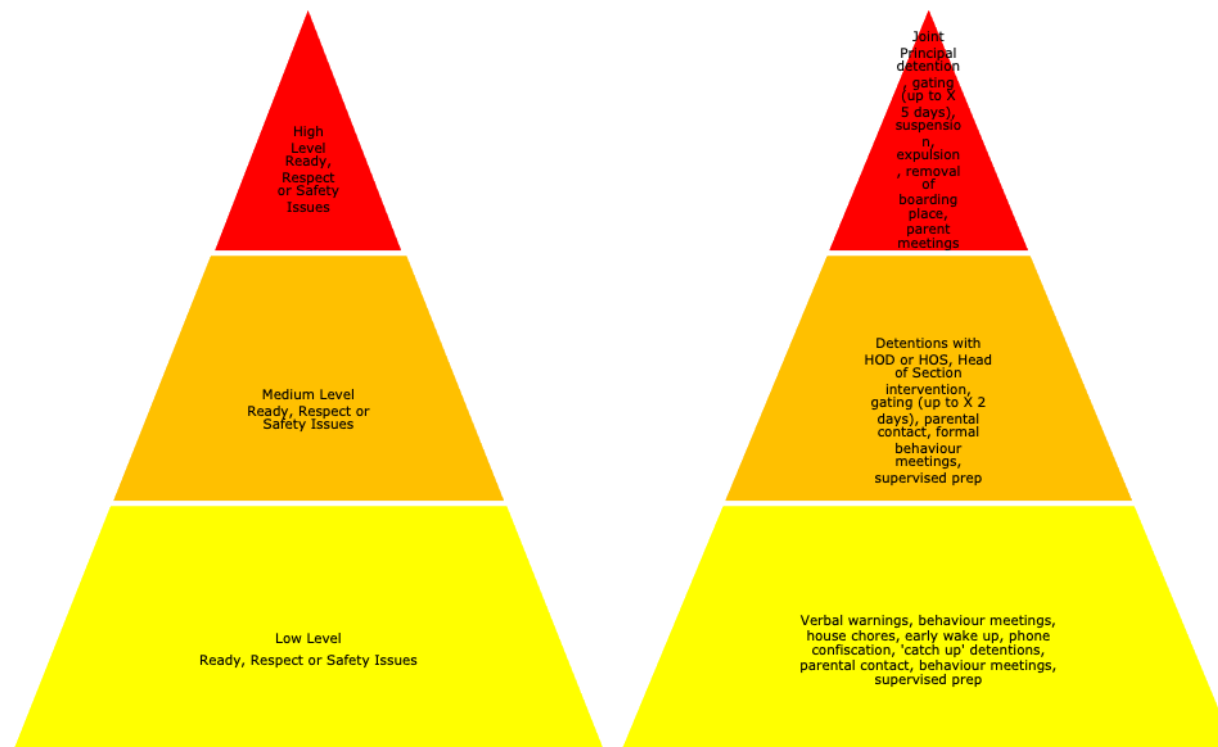 High
Level
Ready,
Respect
or Safety
Issues
Medium Level
Ready, Respect or
Safety Issues
Low Level
Ready, Respect or Safety Issues
Joint
Principal
detention
, gating
(up to X
5 days),
suspensio
n,
expulsion
, removal
of
boarding
place,
parent
meetings
Detentions with
HOD or HOS, Head
of Section
intervention,
gating (up to X 2
days), parental
contact, formal
behaviour
meetings,
supervised prep
Verbal warnings, behaviour meetings,
house chores, early wake up, phone
confiscation, 'catch up' detentions,
parental contact, behaviour meetings,
supervised prep